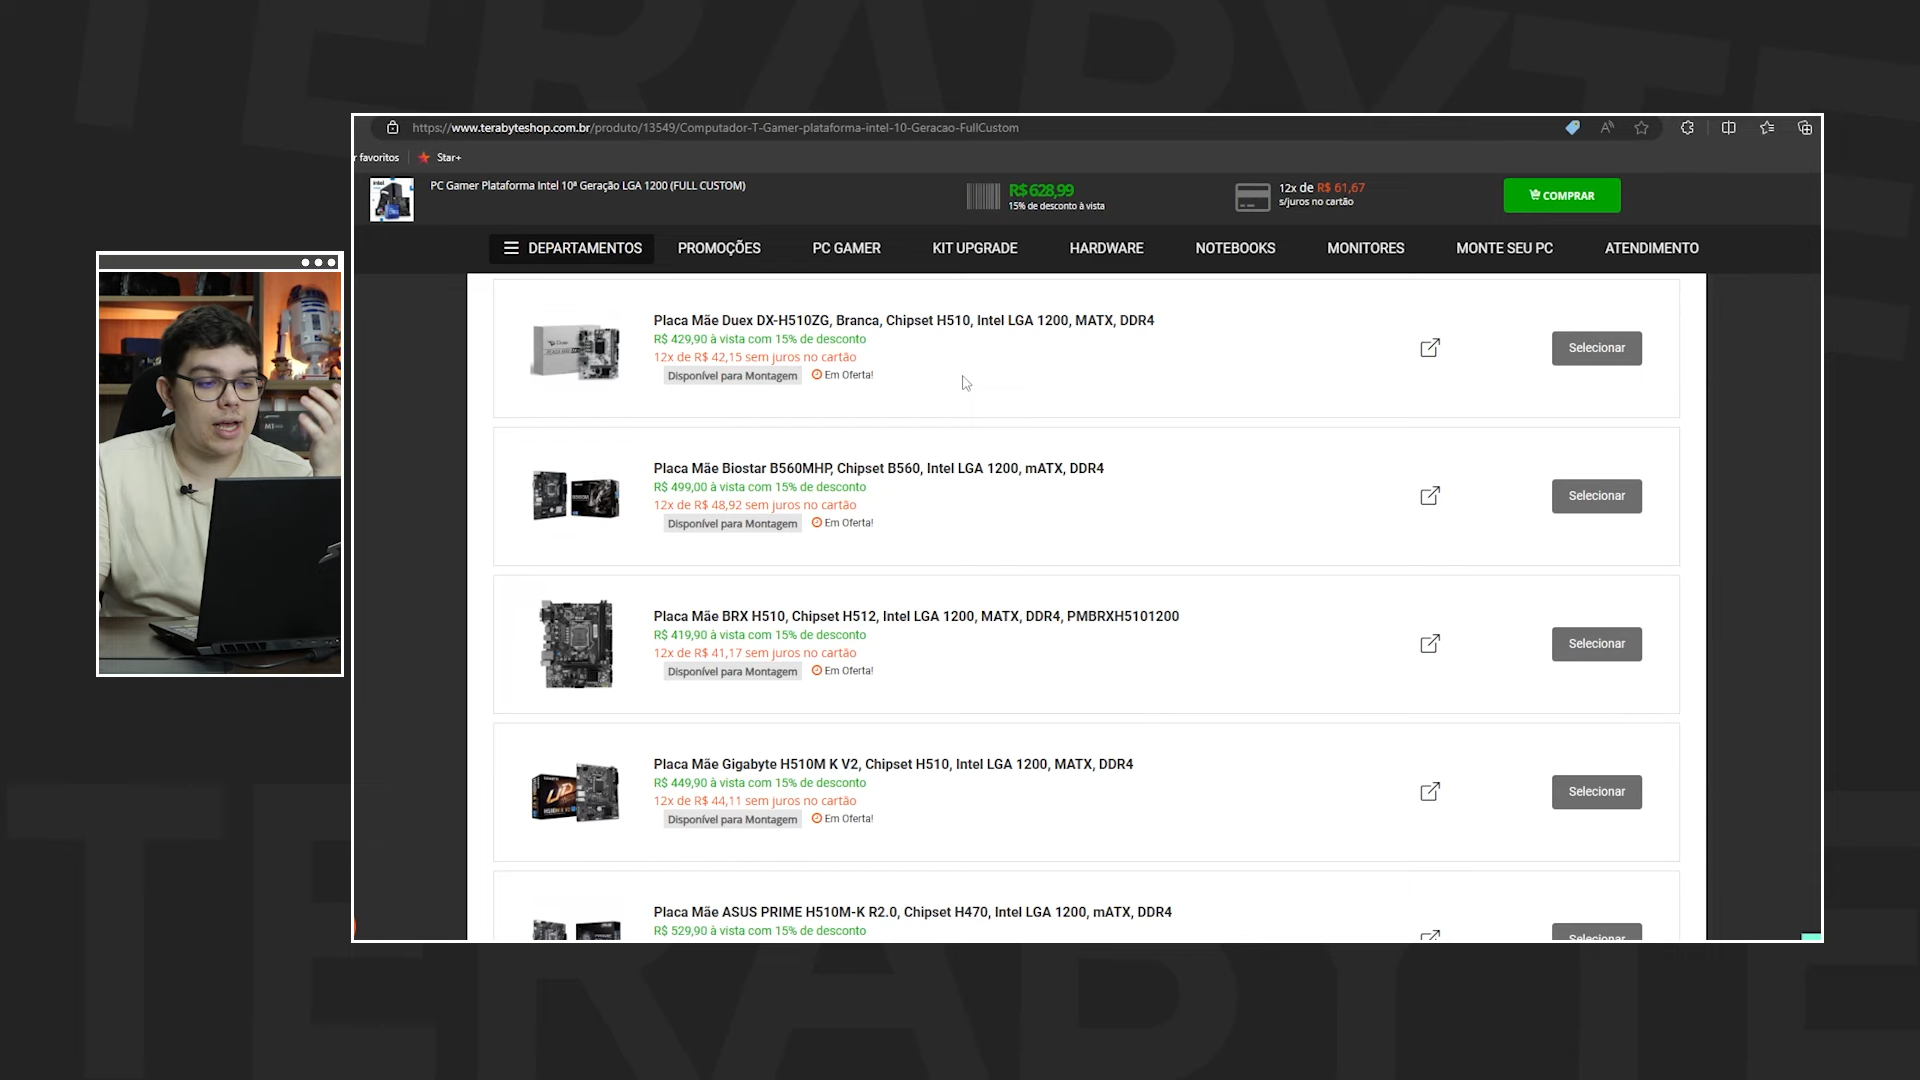 TERABYTE
https://www.terabyteshop.com.br/produto/13549/Computador-T-Gamer-plataforma-intel-10-Geracao-FullCustom
r favoritos
Star+
PC Gamer Plataforma Intel 10ª Geração LGA 1200 (FULL CUSTOM)
R$ 628,99
15% de desconto à vista
12x de R$ 61,67
s/juros no cartão
COMPRAR
DEPARTAMENTOS PROMOÇÕES PC GAMER KIT UPGRADE HARDWARE NOTEBOOKS MONITORES MONTE SEU PC ATENDIMENTO
Placa Mãe Duex DX-H510ZG, Branca, Chipset H510, Intel LGA 1200, MATX, DDR4
R$ 429,90 à vista com 15% de desconto
12x de R$ 42,15 sem juros no cartão
Disponível para Montagem Em Oferta!
Selecionar
Placa Mãe Biostar B560MHP, Chipset B560, Intel LGA 1200, mATX, DDR4
R$ 499,00 à vista com 15% de desconto
12x de R$ 48,92 sem juros no cartão
Disponível para Montagem Em Oferta!
Selecionar
Placa Mãe BRX H510, Chipset H512, Intel LGA 1200, MATX, DDR4, PMBRXH5101200
R$ 419,90 à vista com 15% de desconto
12x de R$ 41,17 sem juros no cartão
Disponível para Montagem Em Oferta!
Selecionar
Placa Mãe Gigabyte H510M K V2, Chipset H510, Intel LGA 1200, MATX, DDR4
R$ 449,90 à vista com 15% de desconto
12x de R$ 44,11 sem juros no cartão
Disponível para Montagem Em Oferta!
Selecionar
Placa Mãe ASUS PRIME H510M-K R2.0, Chipset H470, Intel LGA 1200, mATX, DDR4
R$ 529,90 à vista com 15% de desconto
Selecionar
M1
TERABYTE